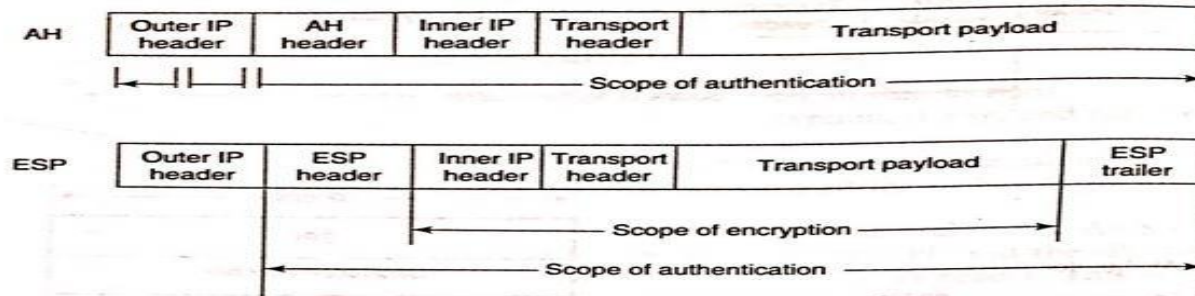 AH
Outer IP header
AH header
Inner IP header
Transport header
Transport payload
Scope of authentication
ESP
Outer IP header
ESP header
Inner IP header
Transport header
Transport payload
ESP trailer
Scope of encryption
Scope of authentication